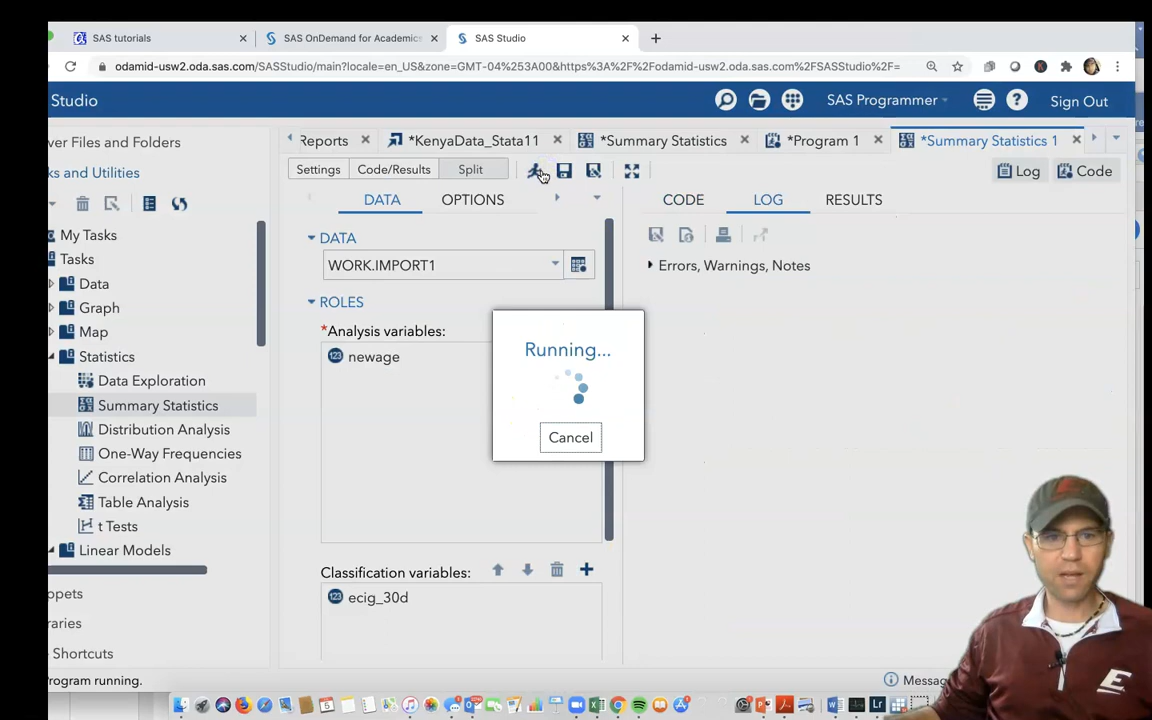 SAS tutorials
SAS OnDemand for Academics
SAS Studio
odamid-usw2.oda.sas.com/SASStudio/main?locale=en_US&zone=GMT-04%253A00&https%3A%2F%2Fodamid-usw2.oda.sas.com%2FSASStudio%2F=
Studio
SAS Programmer
Sign Out
ver Files and Folders
Reports
*KenyaData_Stata11
*Summary Statistics
*Program 1
*Summary Statistics 1
ks and Utilities
Settings
Code/Results
Split
Log
Code
DATA
OPTIONS
CODE
LOG
RESULTS
My Tasks
Tasks
Data
Graph
Map
Statistics
Data Exploration
Summary Statistics
Distribution Analysis
One-Way Frequencies
Correlation Analysis
Table Analysis
t Tests
Linear Models
ppets
raries
Shortcuts
rogram running.
DATA
WORK.IMPORT1
ROLES
*Analysis variables:
newage
Classification variables:
ecig_30d
Errors, Warnings, Notes
Running...
Cancel
Messag
E